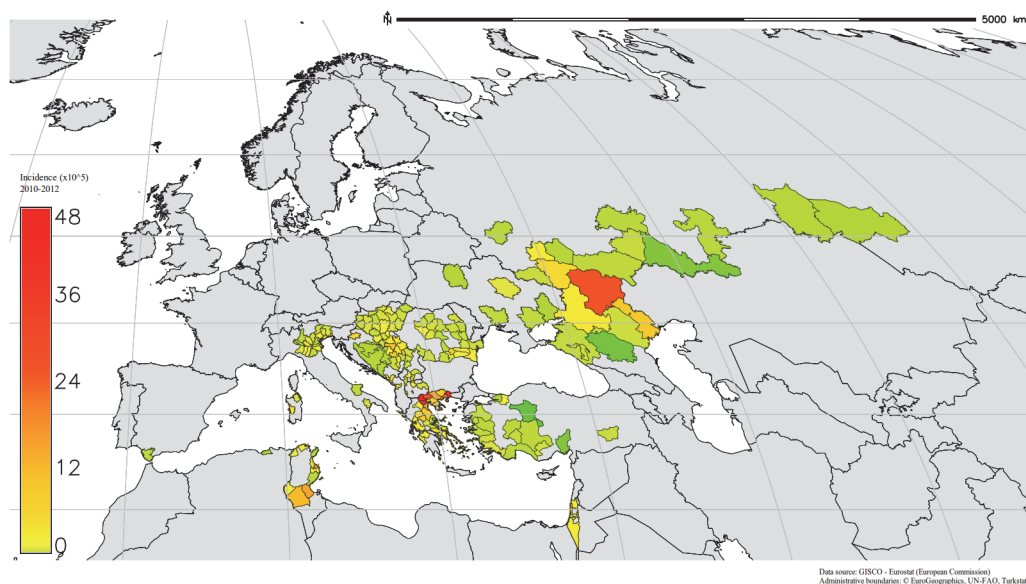 N
5000 km
Incidence (x10^5)
2010-2012
48
36
24
12
0
Data source: GISCO - Eurostat (European Commission)
Administrative boundaries: © EuroGeographics, UN-FAO, Turkstat